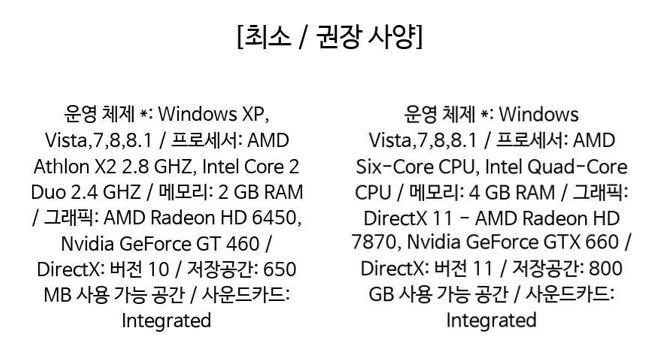 [최소 / 권장 사양]
운영 체제 *: Windows XP,
Vista,7,8,8.1 / 프로세서: AMD
Athlon X2 2.8 GHZ, Intel Core 2
Duo 2.4 GHZ / 메모리: 2 GB RAM
/ 그래픽: AMD Radeon HD 6450,
Nvidia GeForce GT 460 /
DirectX: 버전 10 / 저장공간: 650
MB 사용 가능 공간 / 사운드카드:
Integrated
운영 체제 *: Windows
Vista,7,8,8.1 / 프로세서: AMD
Six-Core CPU, Intel Quad-Core
CPU / 메모리: 4 GB RAM / 그래픽:
DirectX 11 - AMD Radeon HD
7870, Nvidia GeForce GTX 660 /
DirectX: 버전 11 / 저장공간: 800
GB 사용 가능 공간 / 사운드카드:
Integrated